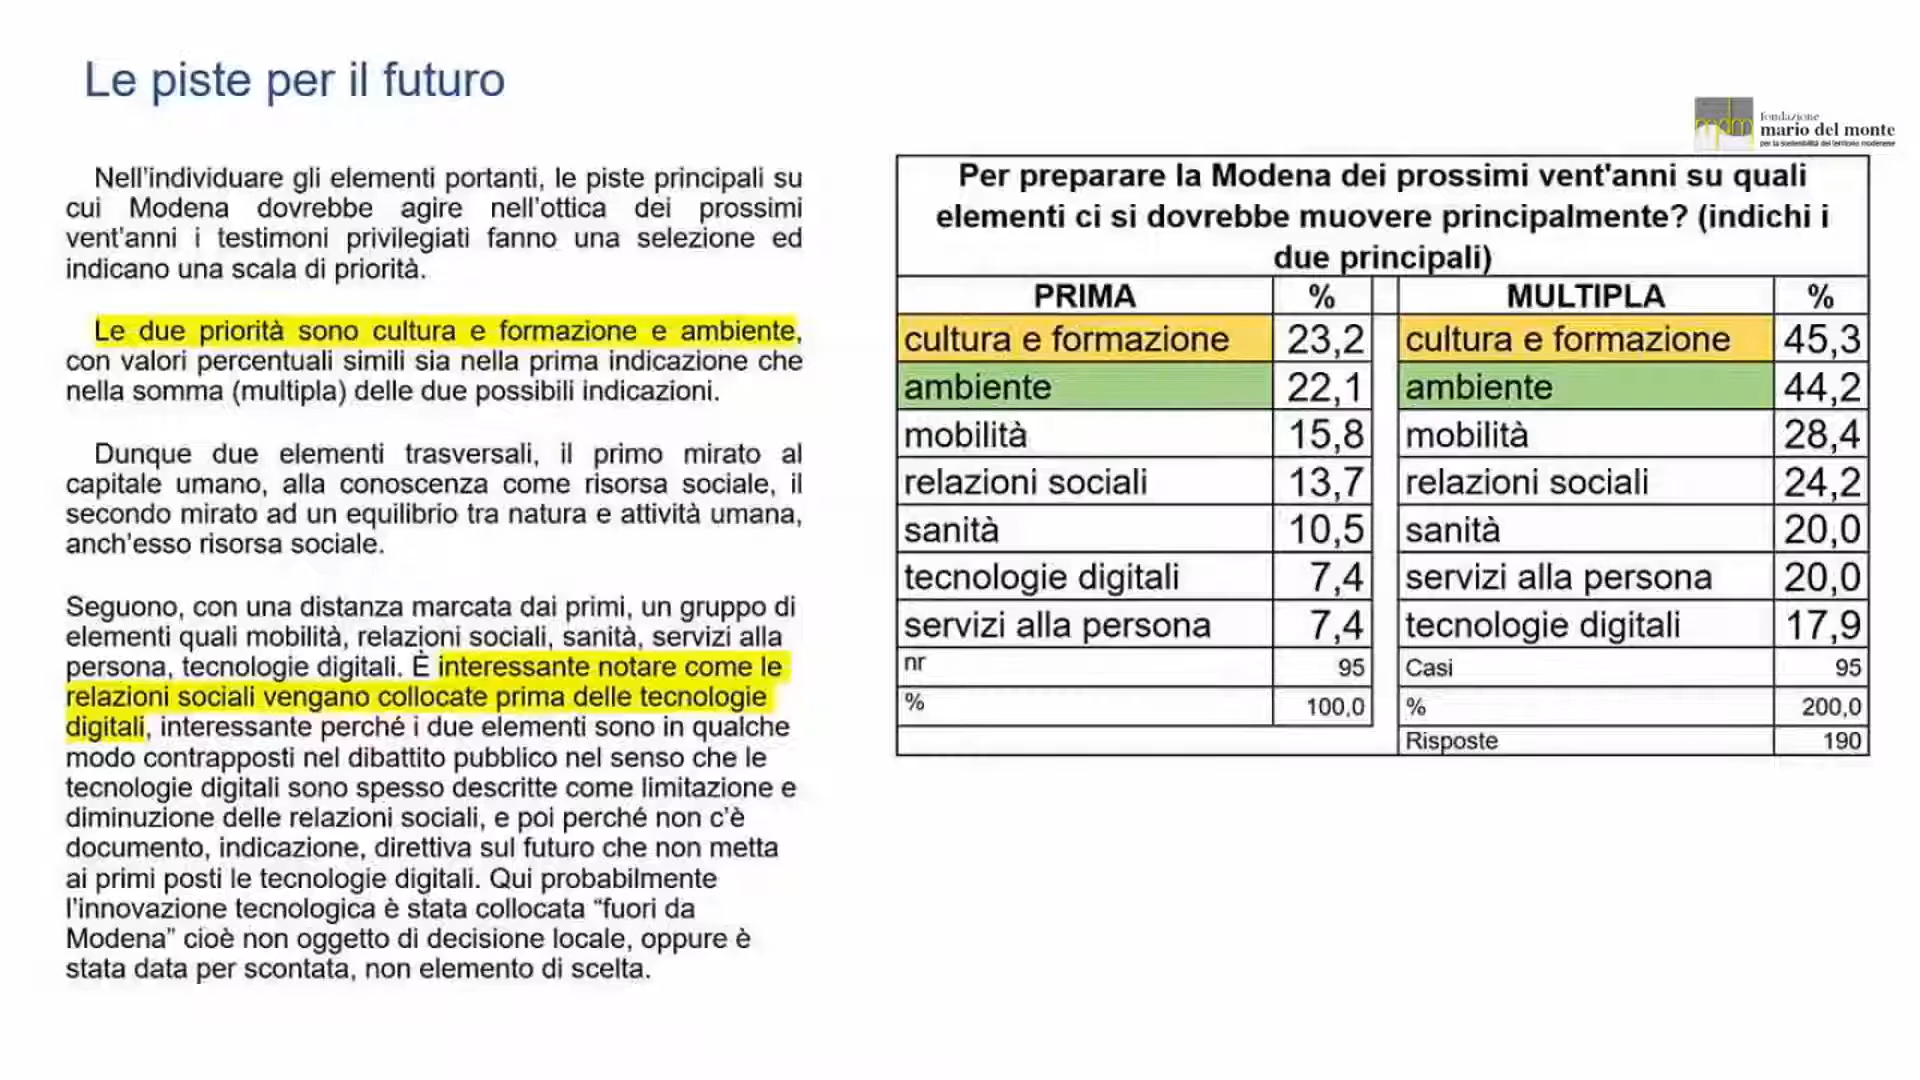 Le piste per il futuro
fondazione
mario del monte
per la sostenibilità del territorio modenese
Nell'individuare gli elementi portanti, le piste principali su
cui Modena dovrebbe agire nell'ottica dei prossimi
vent'anni i testimoni privilegiati fanno una selezione ed
indicano una scala di priorità.
Le due priorità sono cultura e formazione e ambiente,
con valori percentuali simili sia nella prima indicazione che
nella somma (multipla) delle due possibili indicazioni.
Dunque due elementi trasversali, il primo mirato al
capitale umano, alla conoscenza come risorsa sociale, il
secondo mirato ad un equilibrio tra natura e attività umana,
anch'esso risorsa sociale.
Seguono, con una distanza marcata dai primi, un gruppo di
elementi quali mobilità, relazioni sociali, sanità, servizi alla
persona, tecnologie digitali. È interessante notare come le
relazioni sociali vengano collocate prima delle tecnologie
digitali, interessante perché i due elementi sono in qualche
modo contrapposti nel dibattito pubblico nel senso che le
tecnologie digitali sono spesso descritte come limitazione e
diminuzione delle relazioni sociali, e poi perché non c'è
documento, indicazione, direttiva sul futuro che non metta
ai primi posti le tecnologie digitali. Qui probabilmente
l'innovazione tecnologica è stata collocata “fuori da
Modena” cioè non oggetto di decisione locale, oppure è
stata data per scontata, non elemento di scelta.
Per preparare la Modena dei prossimi vent'anni su quali
elementi ci si dovrebbe muovere principalmente? (indichi i
due principali)
PRIMA % MULTIPLA %
cultura e formazione 23,2 cultura e formazione 45,3
ambiente 22,1 ambiente 44,2
mobilità 15,8 mobilità 28,4
relazioni sociali 13,7 relazioni sociali 24,2
sanità 10,5 sanità 20,0
tecnologie digitali 7,4 servizi alla persona 20,0
servizi alla persona 7,4 tecnologie digitali 17,9
nr 95 Casi 95
% 100,0 % 200,0
Risposte 190